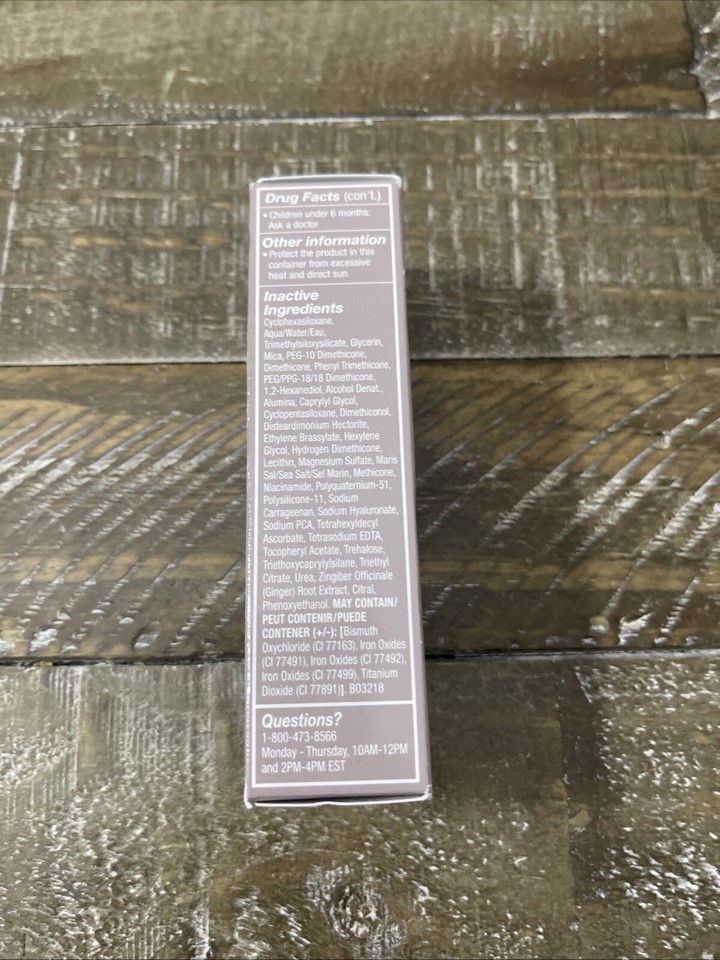 Drug Facts (con't.)
• Children under 6 months:
Ask a doctor
Other information
• Protect the product in this
container from excessive
heat and direct sun
Inactive
Ingredients
Cyclohexasiloxane,
Aqua/Water/Eau,
Trimethylsiloxysilicate, Glycerin,
Mica, PEG-10 Dimethicone,
Dimethicone, Phenyl Trimethicone,
PEG/PPG-18/18 Dimethicone,
1,2-Hexanediol, Alcohol Denat.,
Alumina, Caprylyl Glycol,
Cyclopentasiloxane, Dimethiconol,
Disteardimonium Hectorite,
Ethylene Brassylate, Hexylene
Glycol, Hydrogen Dimethicone,
Lecithin, Magnesium Sulfate, Maris
Sal/Sea Salt/Sel Marin, Methicone,
Niacinamide, Polyquaternium-51,
Polysilicone-11, Sodium
Carrageenan, Sodium Hyaluronate,
Sodium PCA, Tetrahexyldecyl
Ascorbate, Tetrasodium EDTA,
Tocopheryl Acetate, Trehalose,
Triethoxycaprylylsilane, Triethyl
Citrate, Urea, Zingiber Officinale
(Ginger) Root Extract, Citral,
Phenoxyethanol. MAY CONTAIN/
PEUT CONTENIR/PUEDE
CONTENER (+/-): [Bismuth
Oxychloride (CI 77163), Iron Oxides
(CI 77491), Iron Oxides (CI 77492),
Iron Oxides (CI 77499), Titanium
Dioxide (CI 77891)]. B03218
Questions?
1-800-473-8566
Monday - Thursday, 10AM-12PM
and 2PM-4PM EST